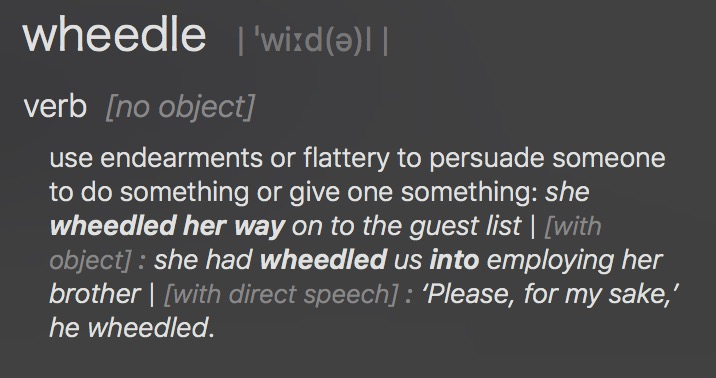 wheedle | ˈwiːd(ə)l |
verb [no object]
use endearments or flattery to persuade someone
to do something or give one something: she
wheedled her way on to the guest list | [with
object] : she had wheedled us into employing her
brother | [with direct speech] : ‘Please, for my sake,’
he wheedled.